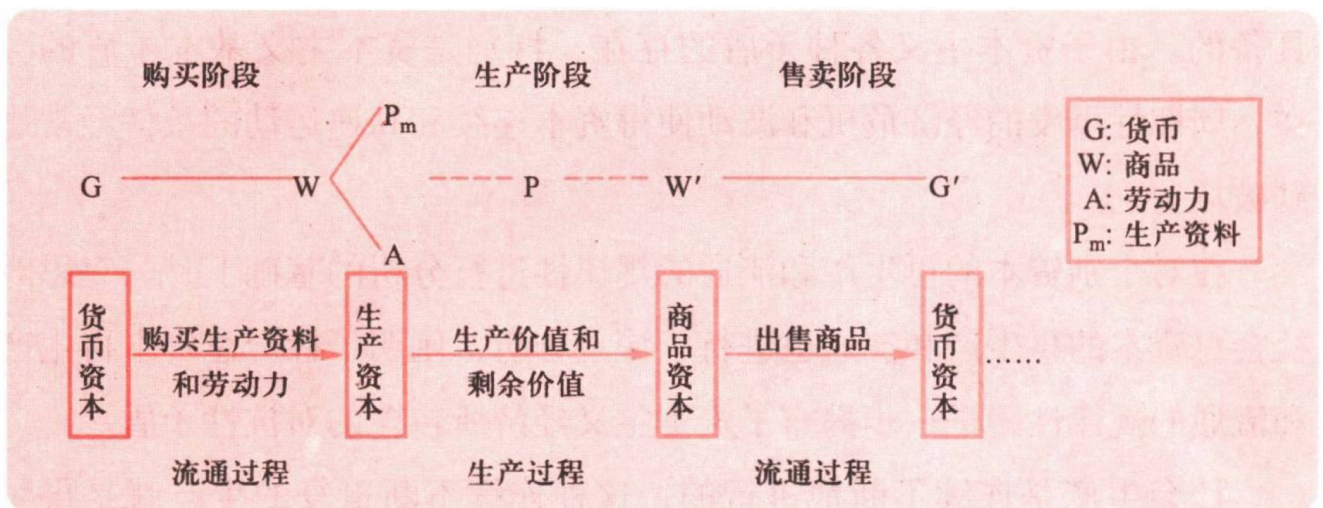 购买阶段 生产阶段 售卖阶段
Pm
G W P W′ G′
A
G: 货币
W: 商品
A: 劳动力
Pm: 生产资料
货币资本
购买生产资料
和劳动力
生产资本
生产价值和
剩余价值
商品资本
出售商品
货币资本
……
流通过程 生产过程 流通过程